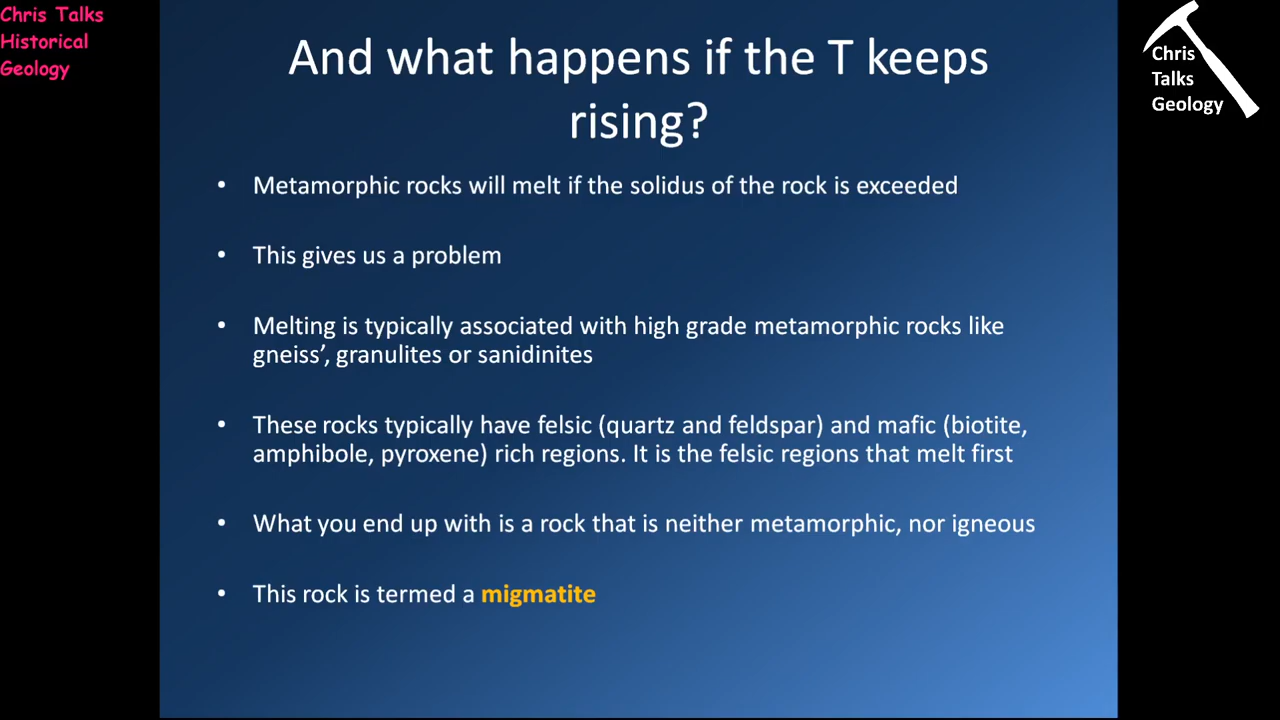 Chris Talks
Historical
Geology
Chris
Talks
Geology
And what happens if the T keeps
rising?
• Metamorphic rocks will melt if the solidus of the rock is exceeded
• This gives us a problem
• Melting is typically associated with high grade metamorphic rocks like
gneiss’, granulites or sanidinites
• These rocks typically have felsic (quartz and feldspar) and mafic (biotite,
amphibole, pyroxene) rich regions. It is the felsic regions that melt first
• What you end up with is a rock that is neither metamorphic, nor igneous
• This rock is termed a migmatite